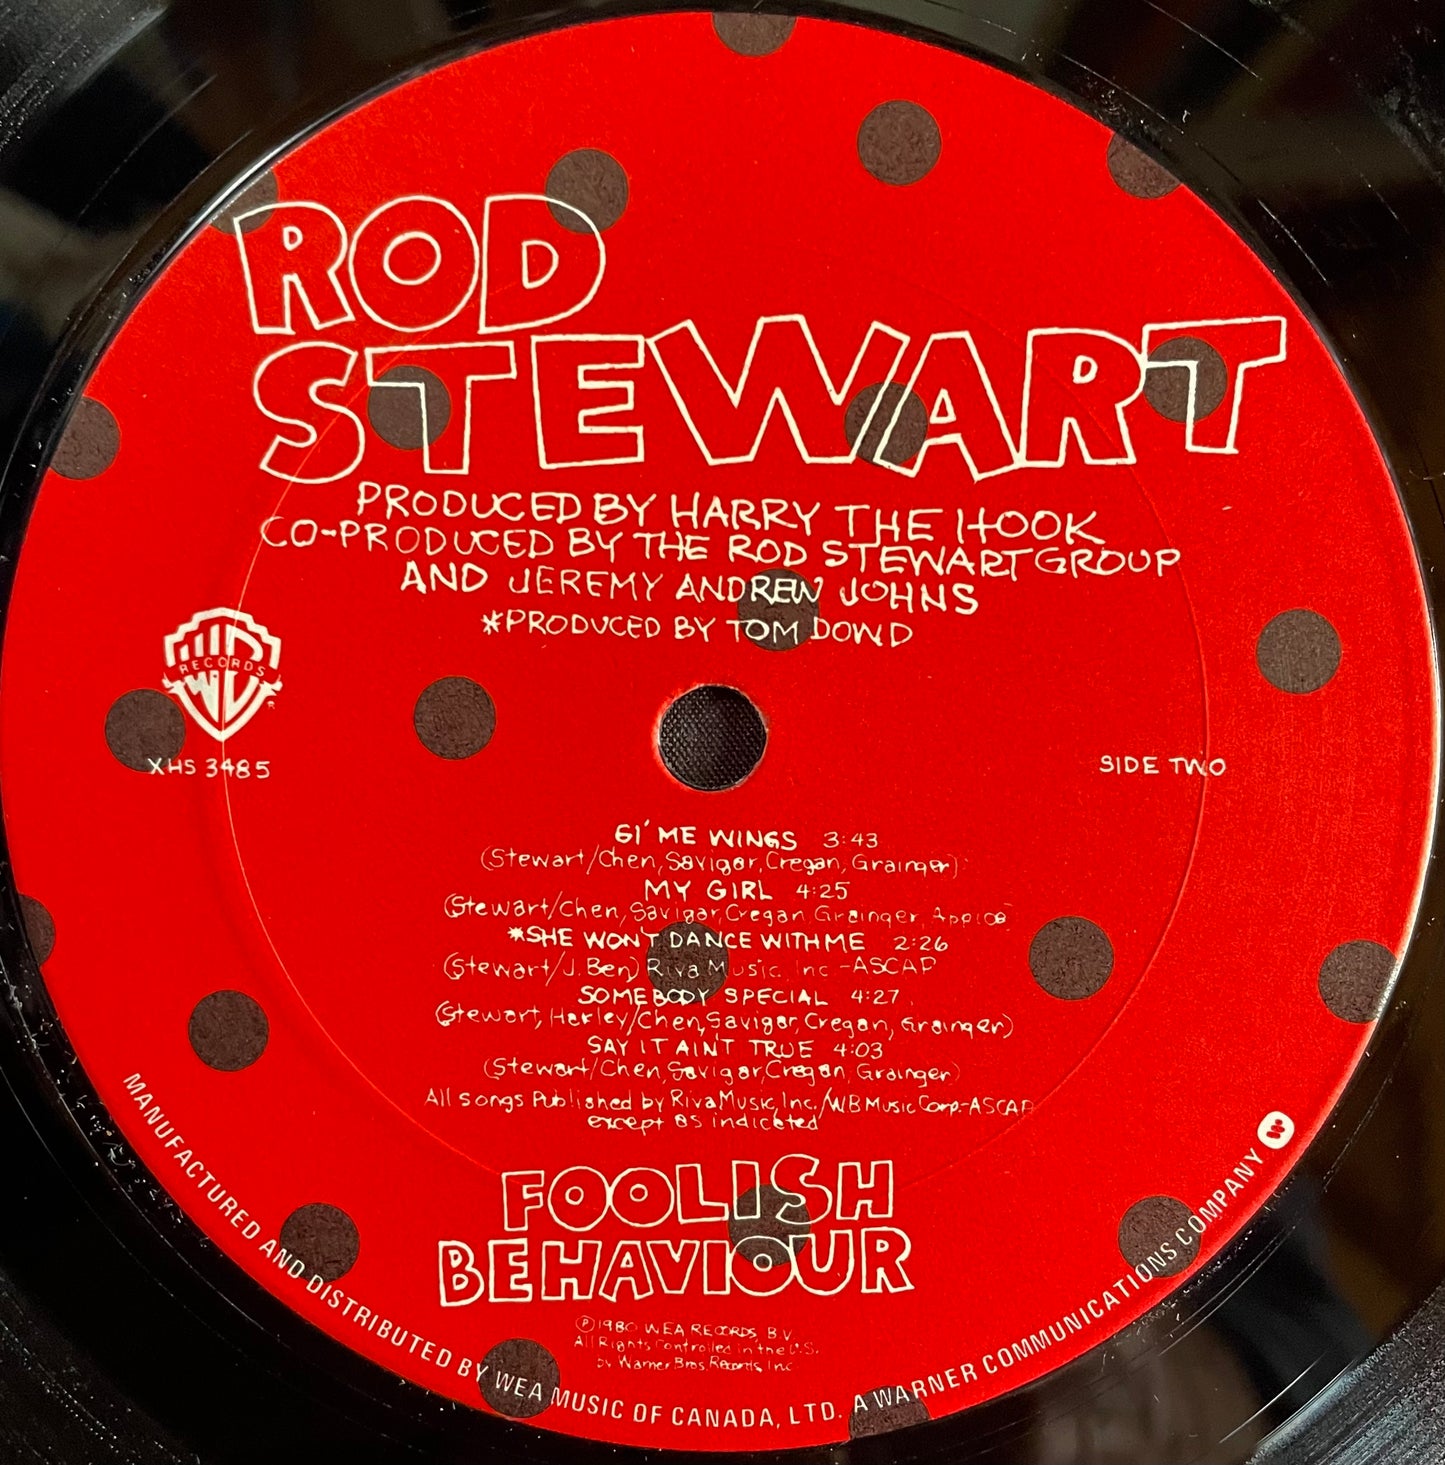 ROD
STEWART
PRODUCED BY HARRY THE HOOK
CO-PRODUCED BY THE ROD STEWART GROUP
AND JEREMY ANDREW JOHNS
*PRODUCED BY TOM DOWD
RECORDS
XHS 3485
SIDE TWO
GI' ME WINGS 3:43
(Stewart/Chen, Savigar, Cregan, Grainger)
MY GIRL 4:25
(Stewart/Chen, Savigar, Cregan, Grainger, Appice)
*SHE WON'T DANCE WITH ME 2:26
(Stewart/J. Ben) Riva Music, Inc -ASCAP
SOMEBODY SPECIAL 4:27
(Stewart, Harley/Chen, Savigar, Cregan, Grainger)
SAY IT AIN'T TRUE 4:03
(Stewart/Chen, Savigar, Cregan, Grainger)
All songs Published by Riva Music, Inc./WB Music Corp.-ASCAP
except as indicated
FOOLISH
BEHAVIOUR
℗1980 WEA RECORDS, B.V.
All Rights Controlled in the U.S.
by Warner Bros. Records, Inc
MANUFACTURED AND DISTRIBUTED BY WEA MUSIC OF CANADA, LTD. A WARNER COMMUNICATIONS COMPANY